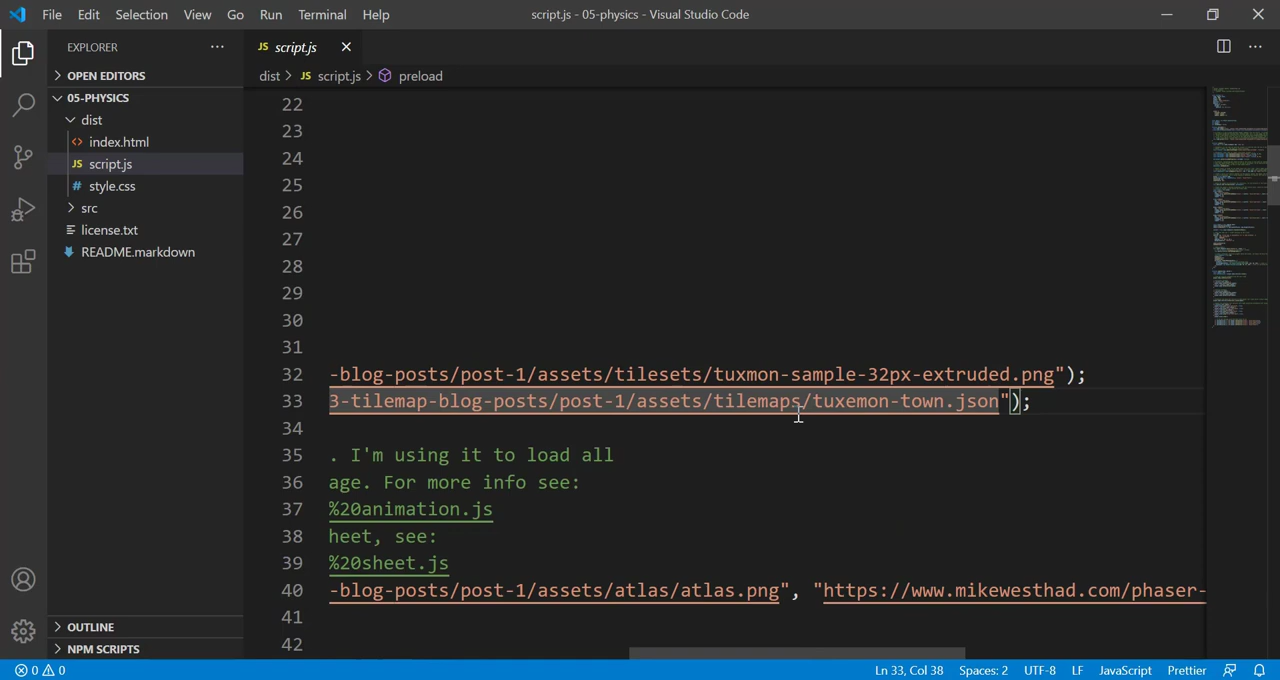 File Edit Selection View Go Run Terminal Help
script.js - 05-physics - Visual Studio Code
EXPLORER
OPEN EDITORS
05-PHYSICS
dist
index.html
JS script.js
# style.css
src
license.txt
README.markdown
OUTLINE
NPM SCRIPTS
JS script.js
dist > JS script.js > preload
22
23
24
25
26
27
28
29
30
31
32 -blog-posts/post-1/assets/tilesets/tuxmon-sample-32px-extruded.png");
33 3-tilemap-blog-posts/post-1/assets/tilemaps/tuxemon-town.json");
34
35 . I'm using it to load all
36 age. For more info see:
37 %20animation.js
38 heet, see:
39 %20sheet.js
40 -blog-posts/post-1/assets/atlas/atlas.png", "https://www.mikewesthad.com/phaser-
41
42
0 0
Ln 33, Col 38 Spaces: 2 UTF-8 LF JavaScript Prettier